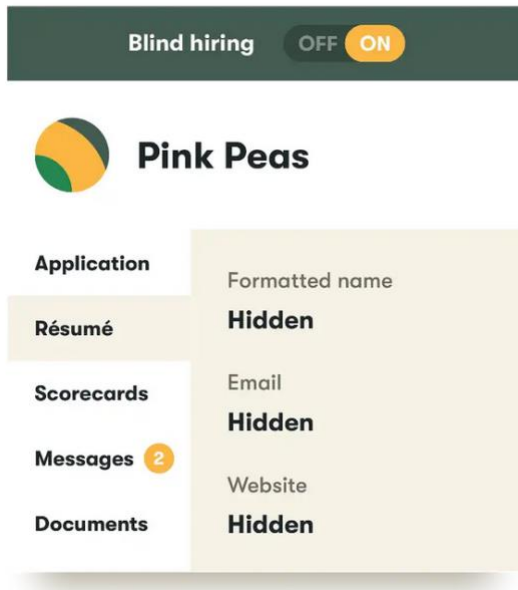 Blind hiring OFF ON
Pink Peas
Application
Résumé
Scorecards
Messages 2
Documents
Formatted name
Hidden
Email
Hidden
Website
Hidden